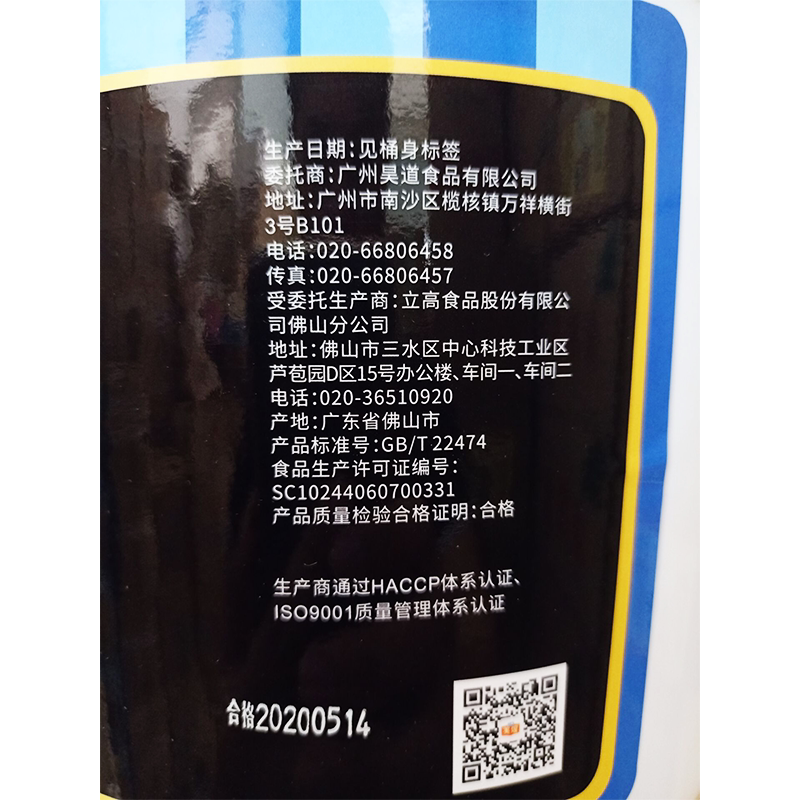 生产日期：见桶身标签
委托商：广州昊道食品有限公司
地址：广州市南沙区榄核镇万祥横街
3号B101
电话：020-66806458
传真：020-66806457
受委托生产商：立高食品股份有限公
司佛山分公司
地址：佛山市三水区中心科技工业区
芦苞园D区15号办公楼、车间一、车间二
电话：020-36510920
产地：广东省佛山市
产品标准号：GB/T 22474
食品生产许可证编号：
SC10244060700331
产品质量检验合格证明：合格
生产商通过HACCP体系认证、
ISO9001质量管理体系认证
合格20200514